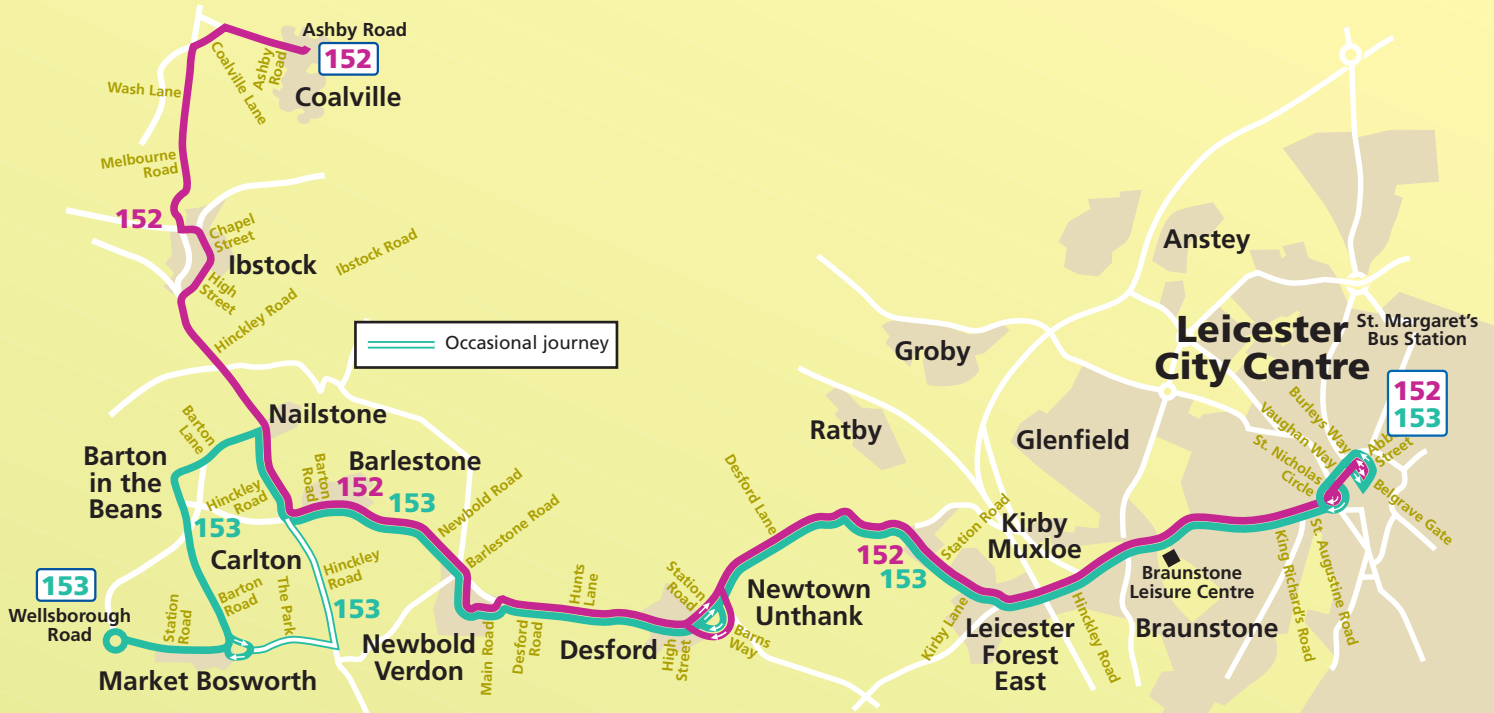 Ashby Road
152
Coalville
Ashby
Road
Coalville Lane
Wash Lane
Melbourne
Road
152
Chapel
Street
Ibstock
High
Street
Ibstock Road
Hinckley Road
Occasional journey
Nailstone
Barton
Lane
Barton
in the
Beans
Hinckley
Road
153
Barton
Road
Barlestone
152
153
Newbold Road
Barlestone Road
Carlton
Hinckley
Road
153
The Park
Barton
Road
Station
Road
153
Wellsborough
Road
Market Bosworth
Newbold
Verdon
Main Road
Desford
Road
Hunts
Lane
Desford
High
Street
Station
Road
Barns
Way
Newtown
Unthank
Desford Lane
152
153
Station Road
Kirby
Muxloe
Kirby Lane
Leicester
Forest
East
Hinckley Road
Ratby
Groby
Glenfield
Anstey
Braunstone
Leisure Centre
Braunstone
King Richard's Road
St. Augustine Road
Leicester
City Centre
St. Margaret's
Bus Station
152
153
Burleys Way
Vaughan Way
St. Nicholas
Circle
Street
Belgrave Gate